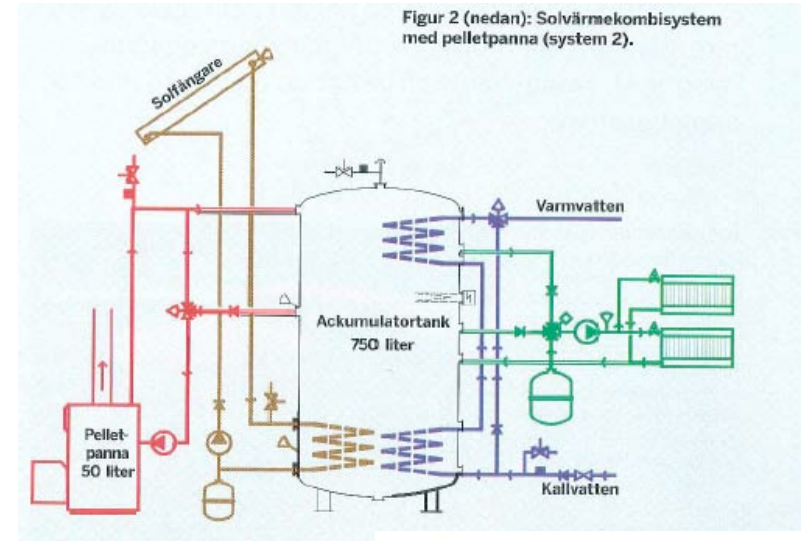 Figur 2 (nedan): Solvärmekombisystem
med pelletpanna (system 2).
Solfångare
Varmvatten
Ackumulatortank
750 liter
Pellet-
panna
50 liter
Kallvatten